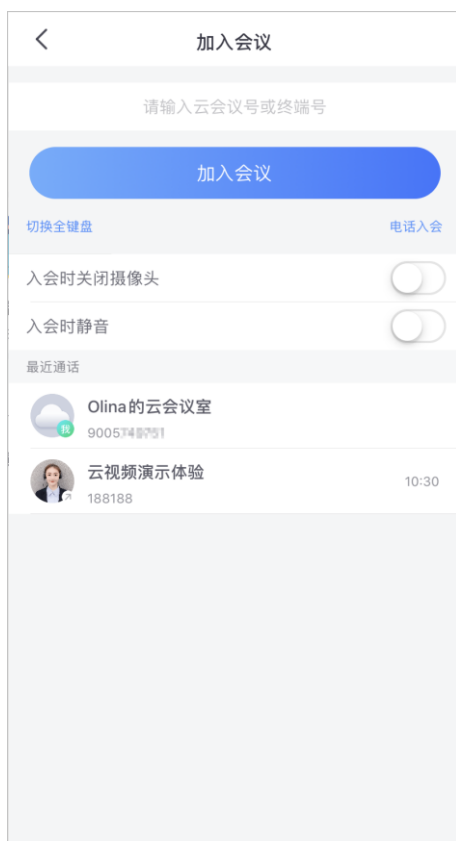 加入会议
请输入云会议号或终端号
加入会议
切换全键盘 电话入会
入会时关闭摄像头
入会时静音
最近通话
Olina的云会议室
我
9005
云视频演示体验
10:30
188188